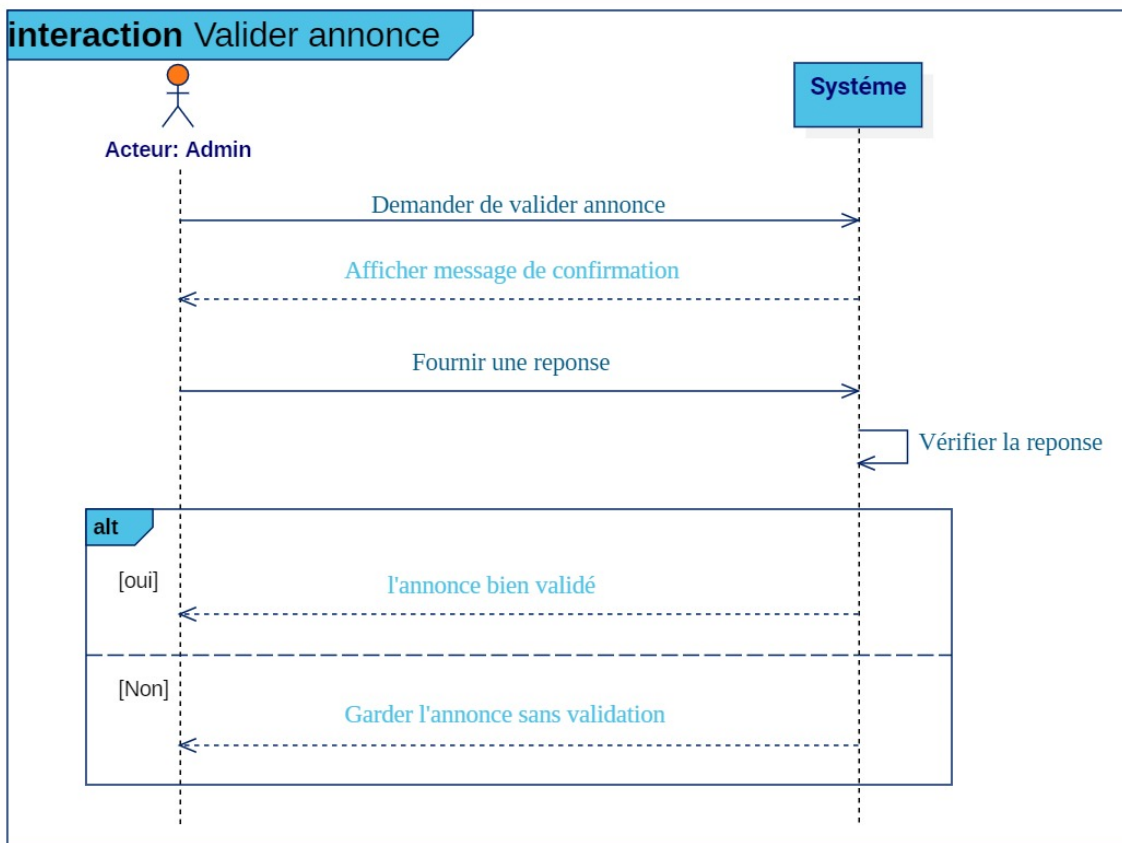 interaction Valider annonce
Systéme
Acteur: Admin
Demander de valider annonce
Afficher message de confirmation
Fournir une reponse
Vérifier la reponse
alt
[oui]
l'annonce bien validé
[Non]
Garder l'annonce sans validation